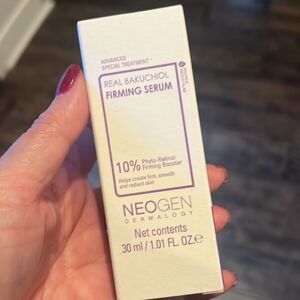 ADVANCED
SPECIAL TREATMENT
REAL BAKUCHIOL
FIRMING SERUM
10% Phyto-Retinol
Firming Booster
Helps create firm, smooth
and radiant skin
NEOGEN
DERMALOGY
Net contents
30 ml / 1.01 FL. OZ.℮